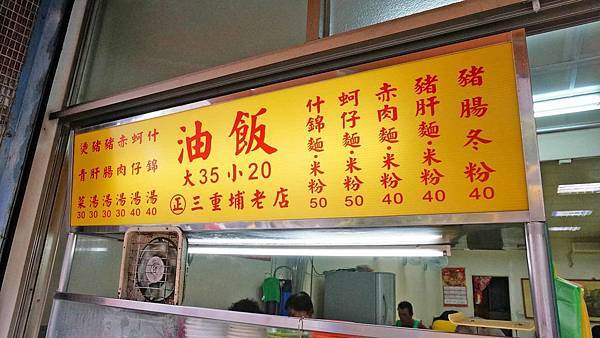 豬腸冬粉 40
豬肝麵·米粉 40
赤肉麵·米粉 40
蚵仔麵·米粉 50
什錦麵·米粉 50
油飯
大35小20
正三重埔老店
什錦湯 40
蚵仔湯 40
赤肉湯 30
豬腸湯 30
豬肝湯 30
燙青菜 30